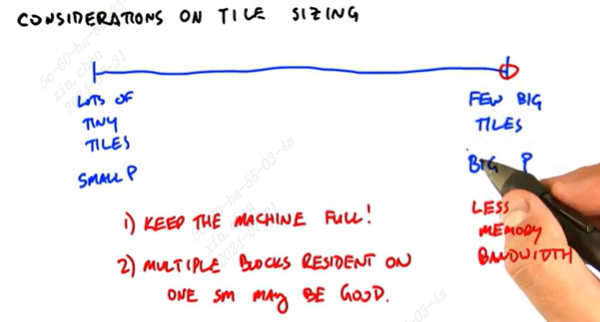 CONSIDERATIONS ON TILE SIZING
LOTS OF
TINY
TILES
SMALL P
FEW BIG
TILES
BIG P
LESS
MEMORY
BANDWIDTH
1) KEEP THE MACHINE FULL!
2) MULTIPLE BLOCKS RESIDENT ON
ONE SM MAY BE GOOD.